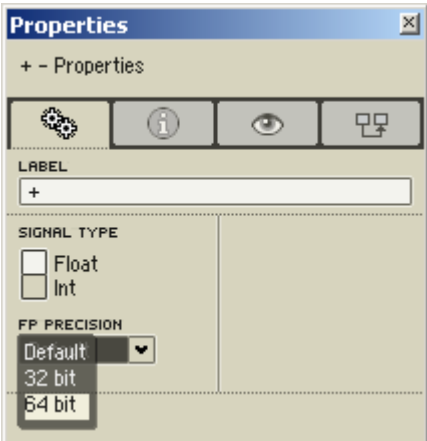 Properties
+ - Properties
LABEL
+
SIGNAL TYPE
Float
Int
FP PRECISION
Default
32 bit
64 bit